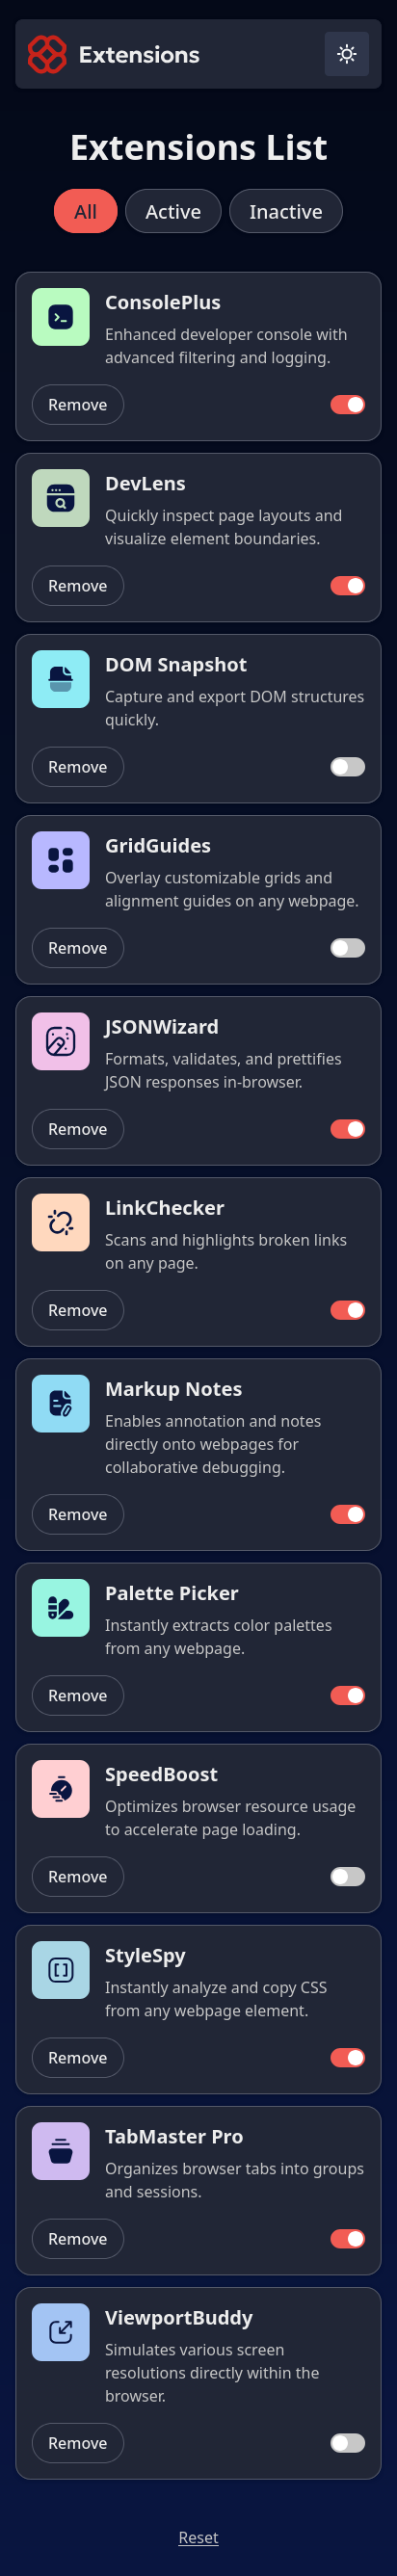 Extensions
Extensions List
All
Active
Inactive
ConsolePlus
Enhanced developer console with
advanced filtering and logging.
Remove
DevLens
Quickly inspect page layouts and
visualize element boundaries.
Remove
DOM Snapshot
Capture and export DOM structures
quickly.
Remove
GridGuides
Overlay customizable grids and
alignment guides on any webpage.
Remove
JSONWizard
Formats, validates, and prettifies
JSON responses in-browser.
Remove
LinkChecker
Scans and highlights broken links
on any page.
Remove
Markup Notes
Enables annotation and notes
directly onto webpages for
collaborative debugging.
Remove
Palette Picker
Instantly extracts color palettes
from any webpage.
Remove
SpeedBoost
Optimizes browser resource usage
to accelerate page loading.
Remove
StyleSpy
Instantly analyze and copy CSS
from any webpage element.
Remove
TabMaster Pro
Organizes browser tabs into groups
and sessions.
Remove
ViewportBuddy
Simulates various screen
resolutions directly within the
browser.
Remove
Reset